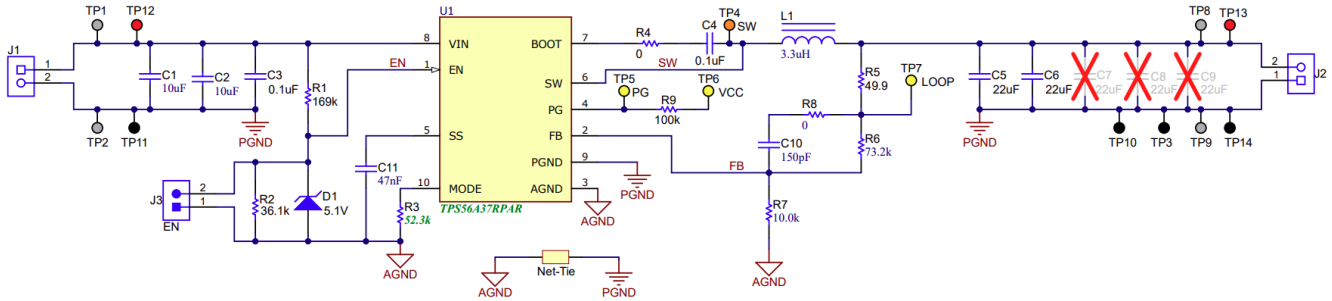 TP1
TP12
J1
1
2
C1
10uF
C2
10uF
C3
0.1uF
TP2
TP11
PGND
R1
169k
EN
J3
2
1
EN
R2
36.1k
D1
5.1V
C11
47nF
R3
52.3k
AGND
U1
8
VIN
BOOT
7
1
EN
SW
6
PG
4
5
SS
FB
2
PGND
9
10
MODE
AGND
3
TPS56A37RPAR
AGND
Net-Tie
PGND
R4
0
C4
0.1uF
TP4
SW
SW
TP5
PG
R9
100k
TP6
VCC
PGND
AGND
FB
L1
3.3uH
R5
49.9
TP7
LOOP
R8
0
C10
150pF
R6
73.2k
R7
10.0k
AGND
C5
22uF
C6
22uF
C7
22uF
C8
22uF
C9
22uF
PGND
TP8
TP13
TP10
TP3
TP9
TP14
2
1
J2